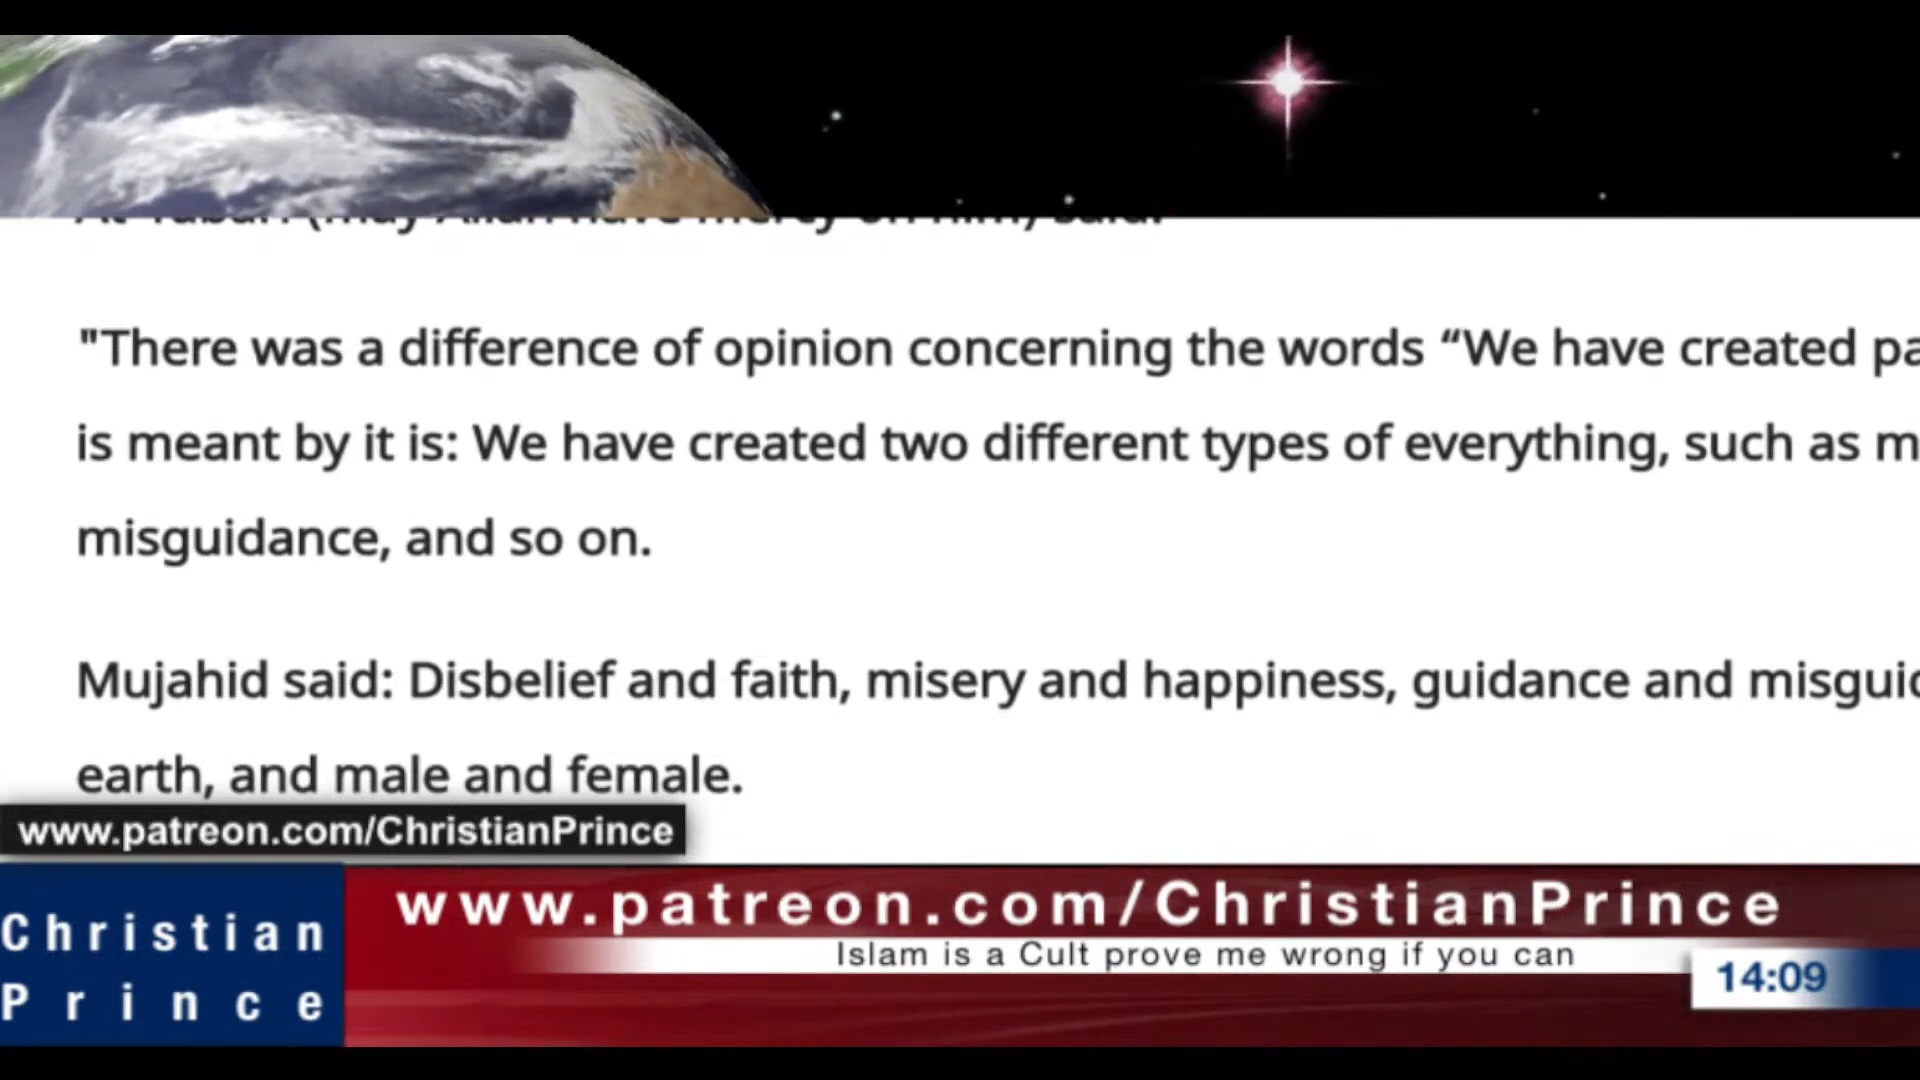 "There was a difference of opinion concerning the words “We have created
is meant by it is: We have created two different types of everything, such as
misguidance, and so on.
Mujahid said: Disbelief and faith, misery and happiness, guidance and
earth, and male and female.
www.patreon.com/ChristianPrince
Christian
Prince
www.patreon.com/ChristianPrince
Islam is a Cult prove me wrong if you can
14:09